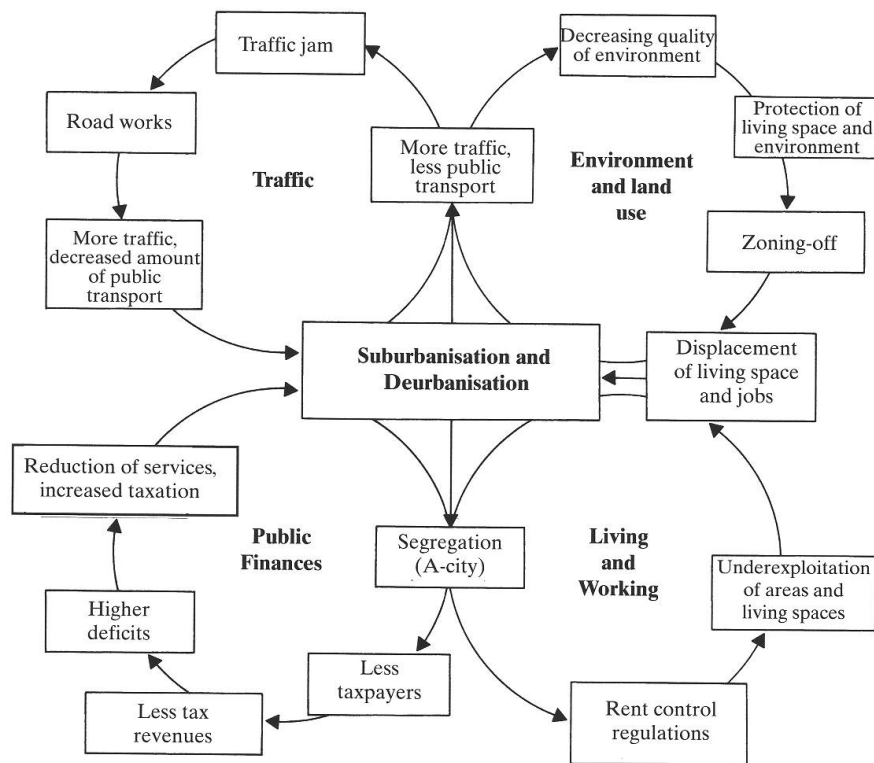 Traffic jam
Decreasing quality
of environment
Road works
Protection of
living space and
environment
More traffic,
less public
transport
Traffic
Environment
and land
use
More traffic,
decreased amount
of public
transport
Zoning-off
Suburbanisation and
Deurbanisation
Displacement
of living space
and jobs
Reduction of services,
increased taxation
Public
Finances
Segregation
(A-city)
Living
and
Working
Underexploitation
of areas and
living spaces
Higher
deficits
Less
taxpayers
Less tax
revenues
Rent control
regulations